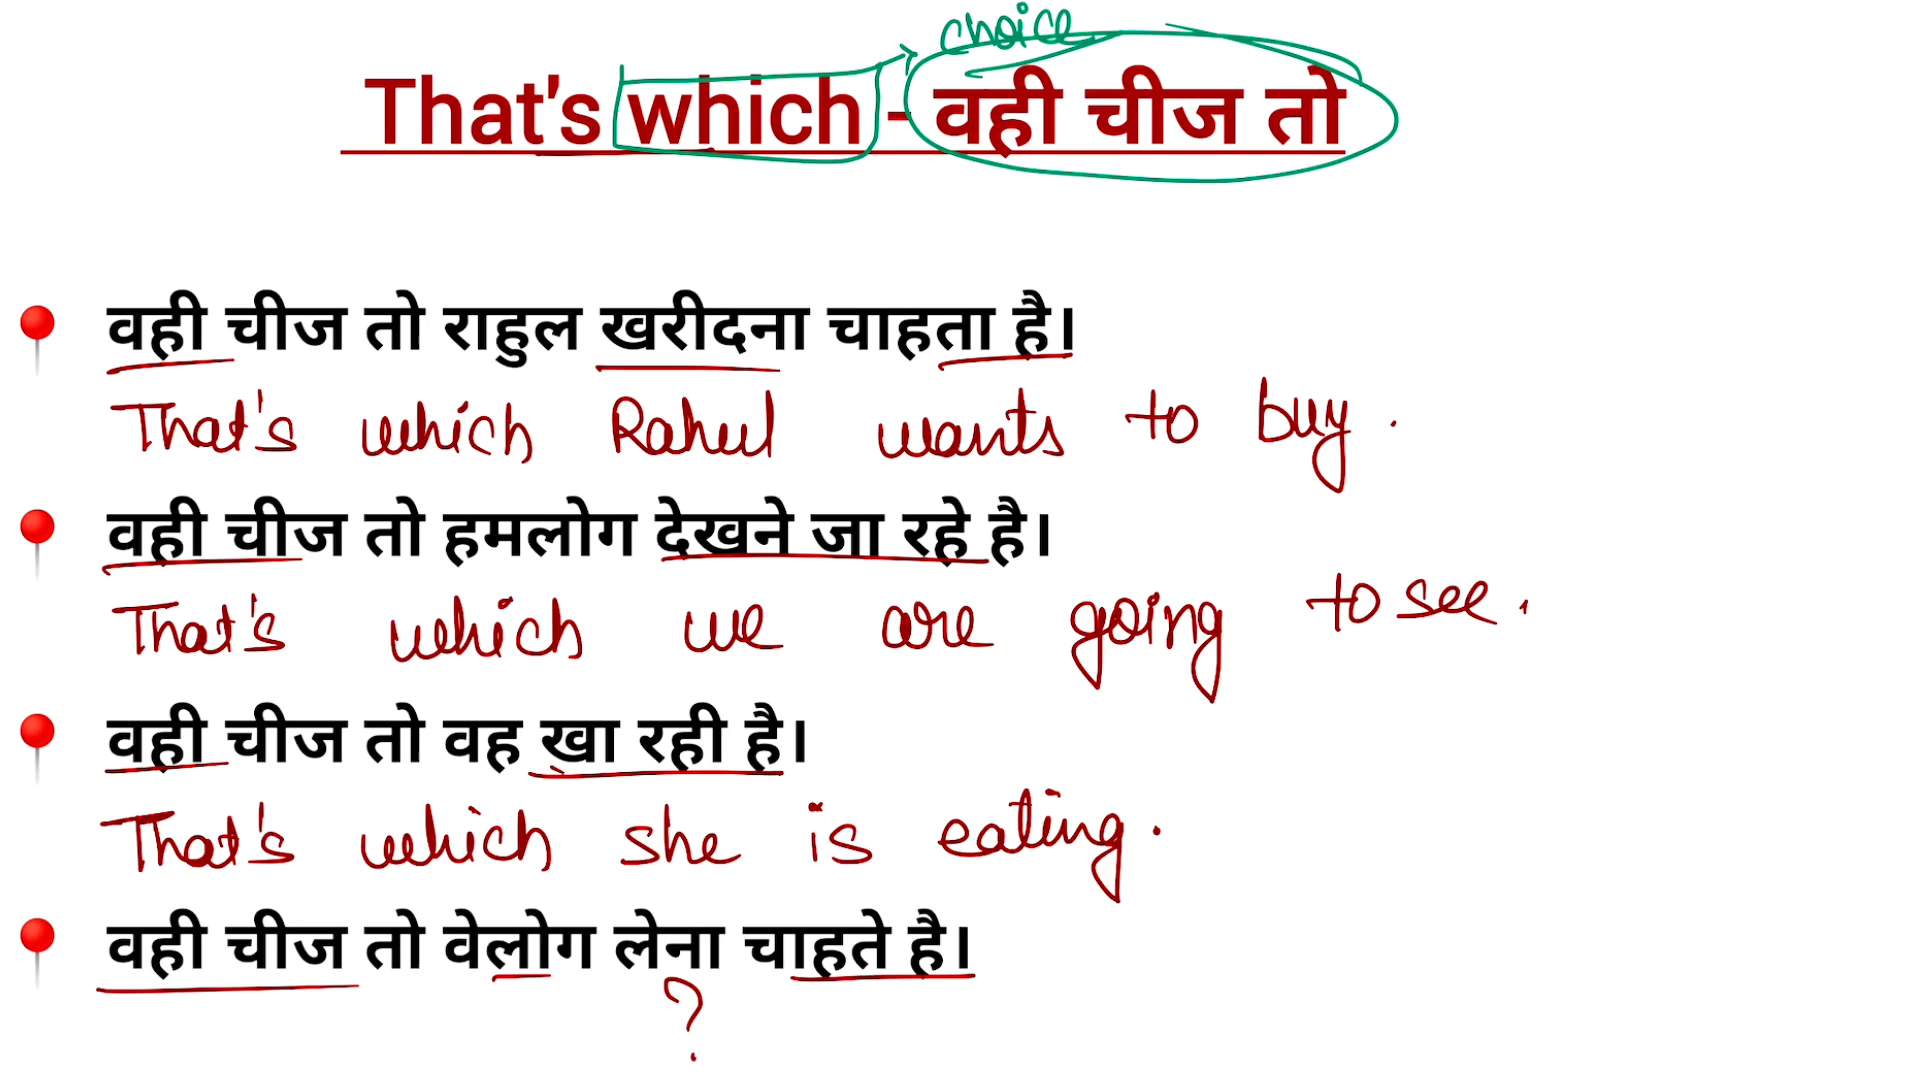 choice
That's which - वही चीज तो
वही चीज तो राहुल खरीदना चाहता है।
That's which Rahul wants to buy.
वही चीज तो हमलोग देखने जा रहे है।
That's which we are going to see.
वही चीज तो वह खा रही है।
That's which she is eating.
वही चीज तो वेलोग लेना चाहते है।
?